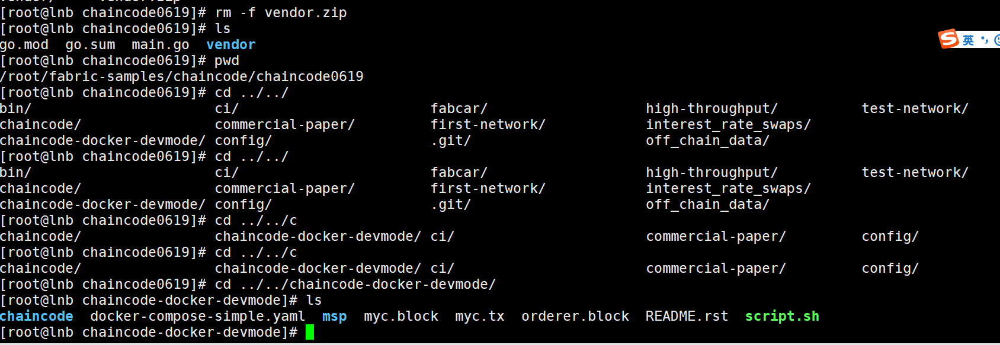 vendor/ vendor.zip
[root@lnb chaincode0619]# rm -f vendor.zip
[root@lnb chaincode0619]# ls
go.mod  go.sum  main.go  vendor
[root@lnb chaincode0619]# pwd
/root/fabric-samples/chaincode/chaincode0619
[root@lnb chaincode0619]# cd ../../
bin/ ci/ fabcar/ high-throughput/ test-network/
chaincode/ commercial-paper/ first-network/ interest_rate_swaps/
chaincode-docker-devmode/ config/ .git/ off_chain_data/
[root@lnb chaincode0619]# cd ../../
bin/ ci/ fabcar/ high-throughput/ test-network/
chaincode/ commercial-paper/ first-network/ interest_rate_swaps/
chaincode-docker-devmode/ config/ .git/ off_chain_data/
[root@lnb chaincode0619]# cd ../../c
chaincode/ chaincode-docker-devmode/ ci/ commercial-paper/ config/
[root@lnb chaincode0619]# cd ../../c
chaincode/ chaincode-docker-devmode/ ci/ commercial-paper/ config/
[root@lnb chaincode0619]# cd ../../chaincode-docker-devmode/
[root@lnb chaincode-docker-devmode]# ls
chaincode  docker-compose-simple.yaml  msp  myc.block  myc.tx  orderer.block  README.rst  script.sh
[root@lnb chaincode-docker-devmode]#
S 英